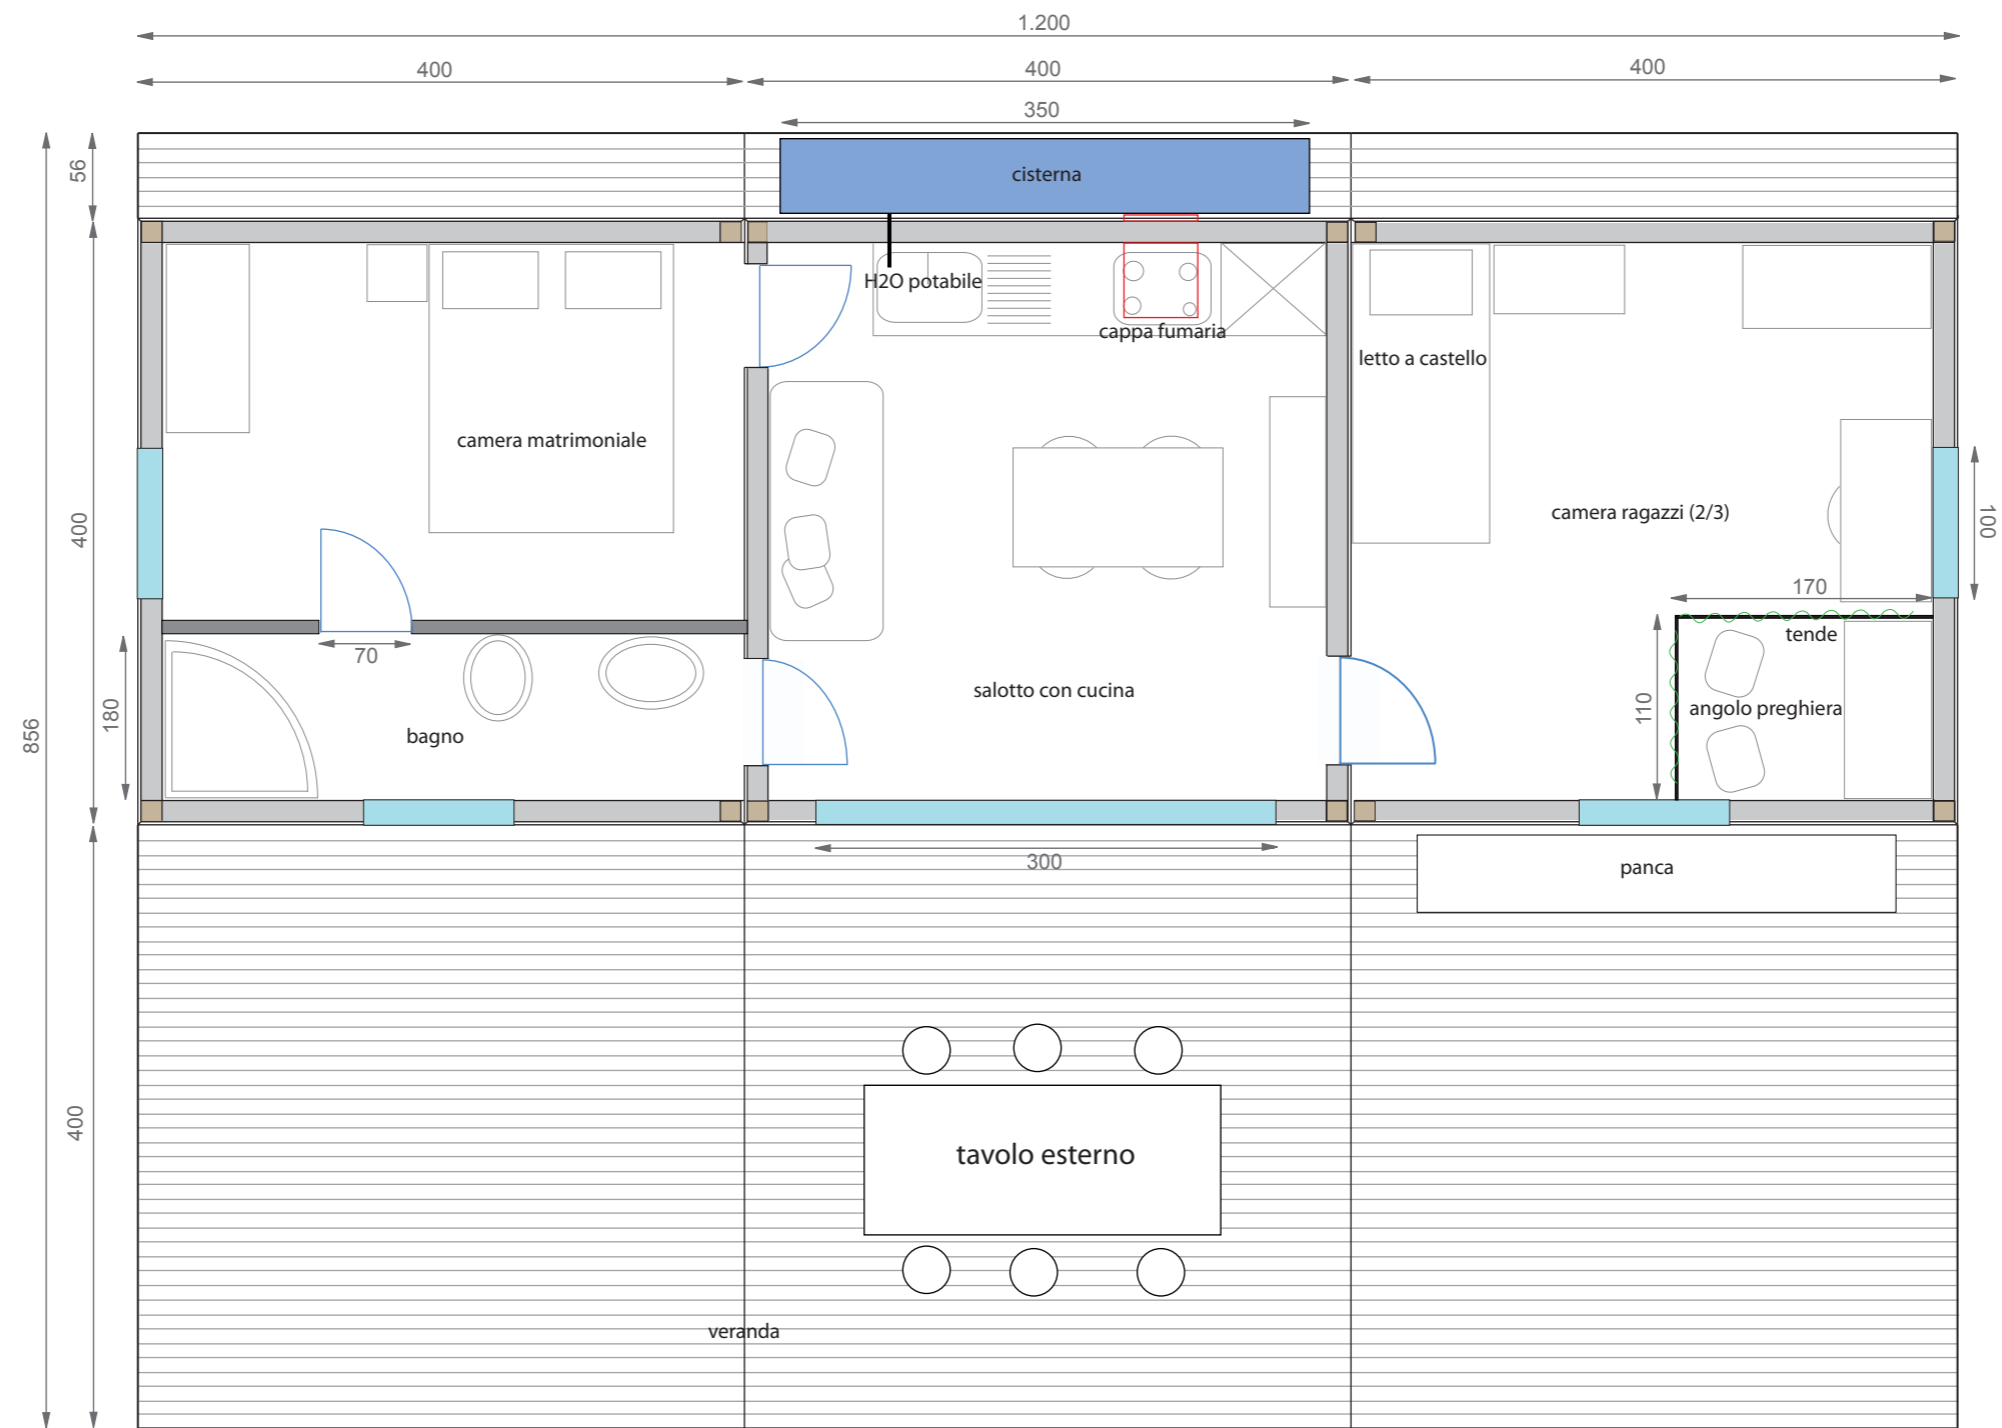 1.200
400
400
400
350
56
cisterna
H2O potabile
cappa fumaria
letto a castello
camera matrimoniale
400
camera ragazzi (2/3)
100
170
tende
70
180
bagno
salotto con cucina
110
angolo preghiera
856
300
panca
400
tavolo esterno
veranda